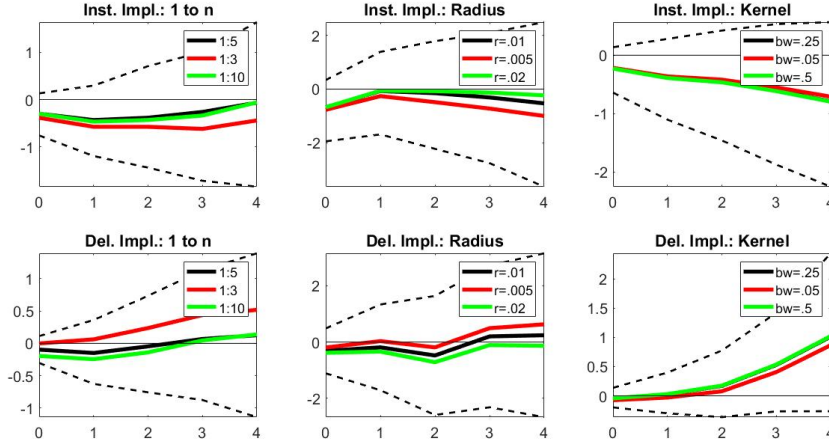 Inst. Impl.: 1 to n
1
0
-1
0 1 2 3 4
1:5
1:3
1:10
Inst. Impl.: Radius
2
0
-2
0 1 2 3 4
r=.01
r=.005
r=.02
Inst. Impl.: Kernel
0
-1
-2
0 1 2 3 4
bw=.25
bw=.05
bw=.5
Del. Impl.: 1 to n
1
0.5
0
-0.5
-1
0 1 2 3 4
1:5
1:3
1:10
Del. Impl.: Radius
2
0
-2
0 1 2 3 4
r=.01
r=.005
r=.02
Del. Impl.: Kernel
2
1.5
1
0.5
0
0 1 2 3 4
bw=.25
bw=.05
bw=.5